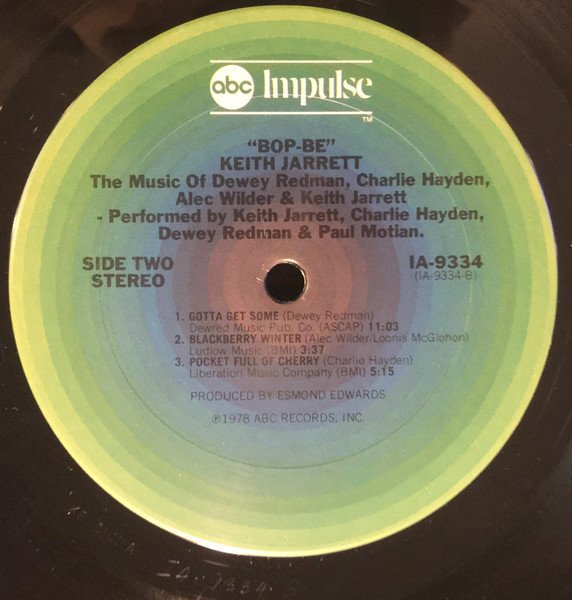 abc Impulse
TM
"BOP-BE"
KEITH JARRETT
The Music Of Dewey Redman, Charlie Hayden,
Alec Wilder & Keith Jarrett
- Performed by Keith Jarrett, Charlie Hayden,
Dewey Redman & Paul Motian.
SIDE TWO
STEREO
IA-9334
(IA-9334-B)
1. GOTTA GET SOME (Dewey Redman)
Dewred Music Pub. Co. (ASCAP) 11:03
2. BLACKBERRY WINTER (Alec Wilder/Loonis McGlohon)
Ludlow Music (BMI) 3:37
3. POCKET FULL OF CHERRY (Charlie Hayden)
Liberation Music Company (BMI) 5:15
PRODUCED BY ESMOND EDWARDS
℗1978 ABC RECORDS, INC.